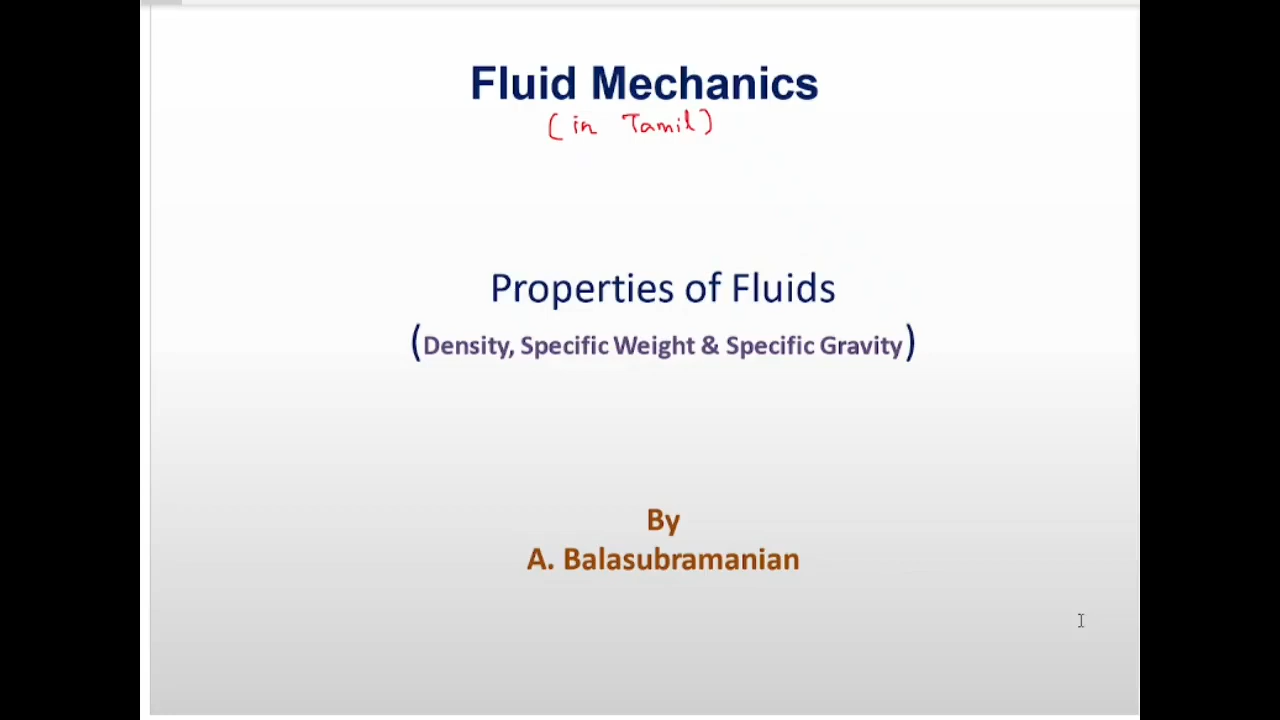 Fluid Mechanics
(in Tamil)
Properties of Fluids
(Density, Specific Weight & Specific Gravity)
By
A. Balasubramanian